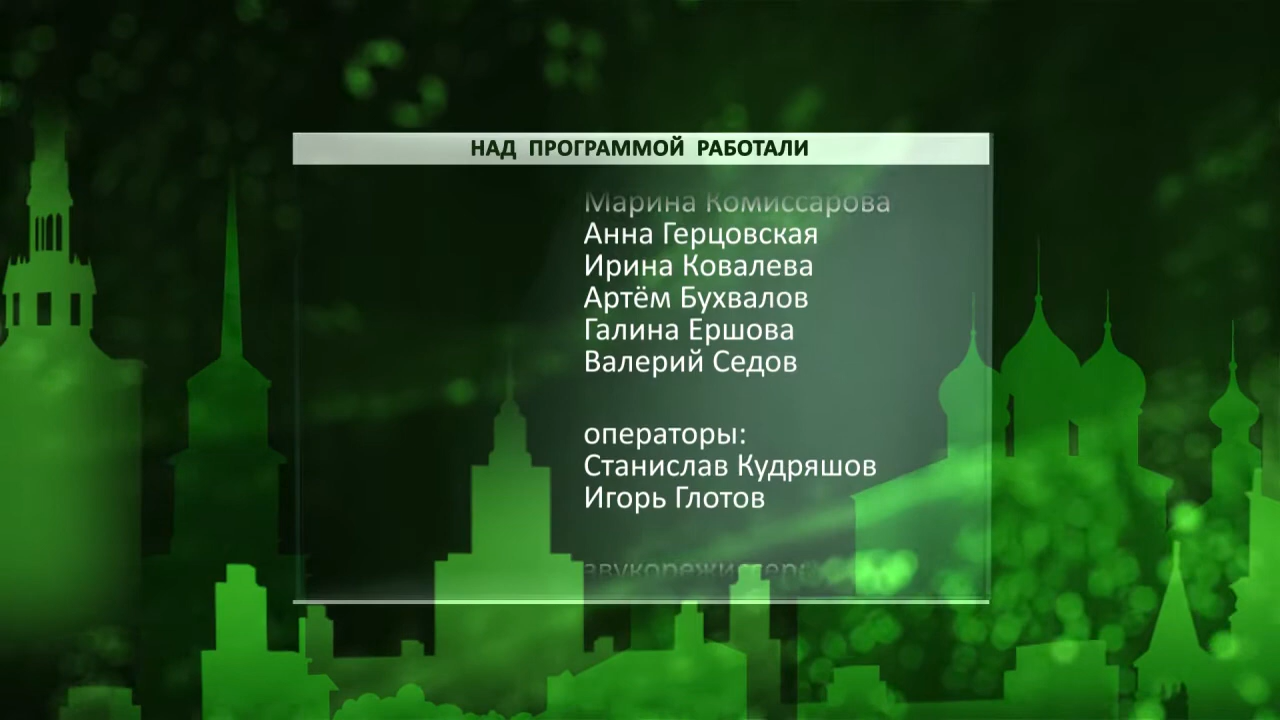 НАД ПРОГРАММОЙ РАБОТАЛИ
Марина Комиссарова
Анна Герцовская
Ирина Ковалева
Артём Бухвалов
Галина Ершова
Валерий Седов
операторы:
Станислав Кудряшов
Игорь Глотов